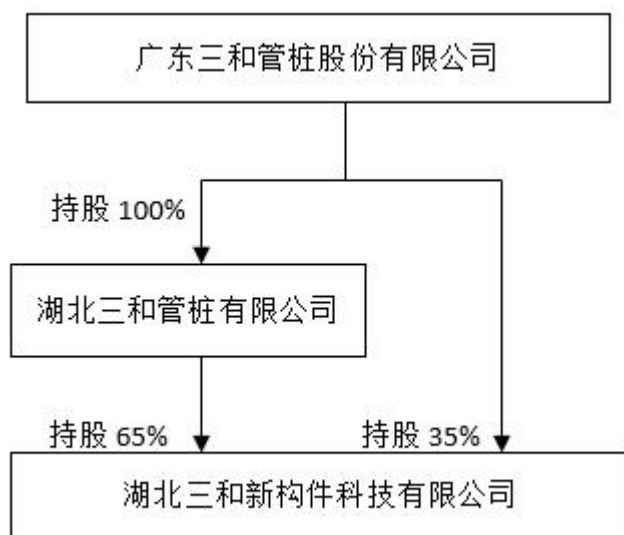 广东三和管桩股份有限公司
持股 100%
湖北三和管桩有限公司
持股 65%
持股 35%
湖北三和新构件科技有限公司